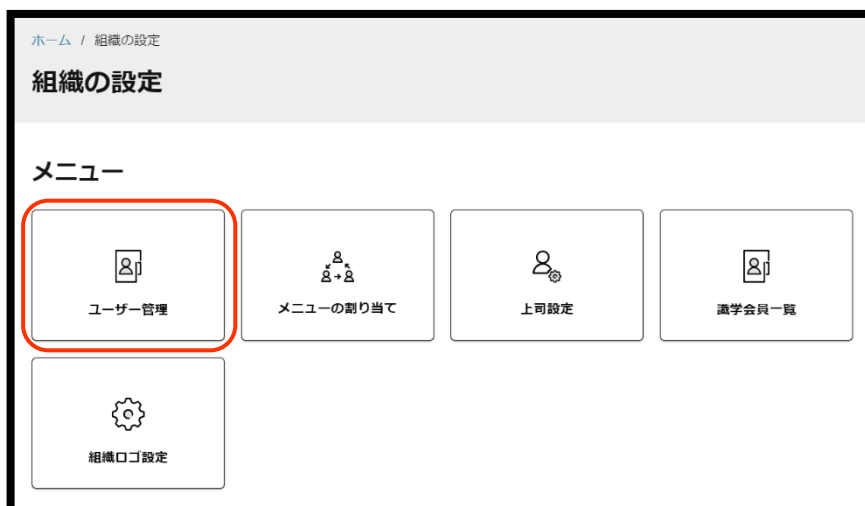 ホーム / 組織の設定
組織の設定
メニュー
ユーザー管理
メニューの割り当て
上司設定
識学会員一覧
組織ロゴ設定